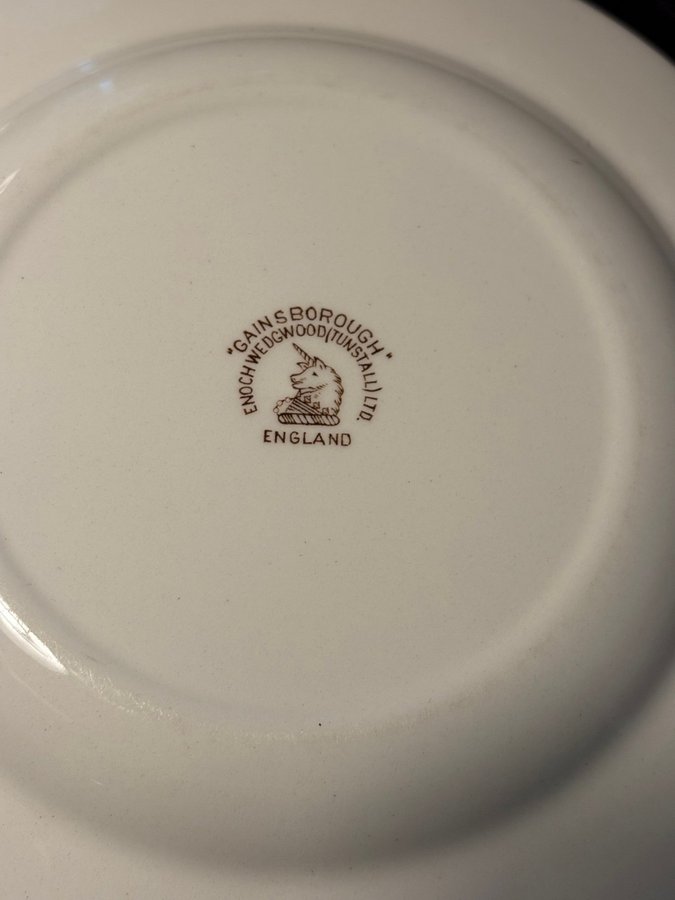 "GAINSBOROUGH"
ENOCH WEDGWOOD (TUNSTALL) LTD.
ENGLAND